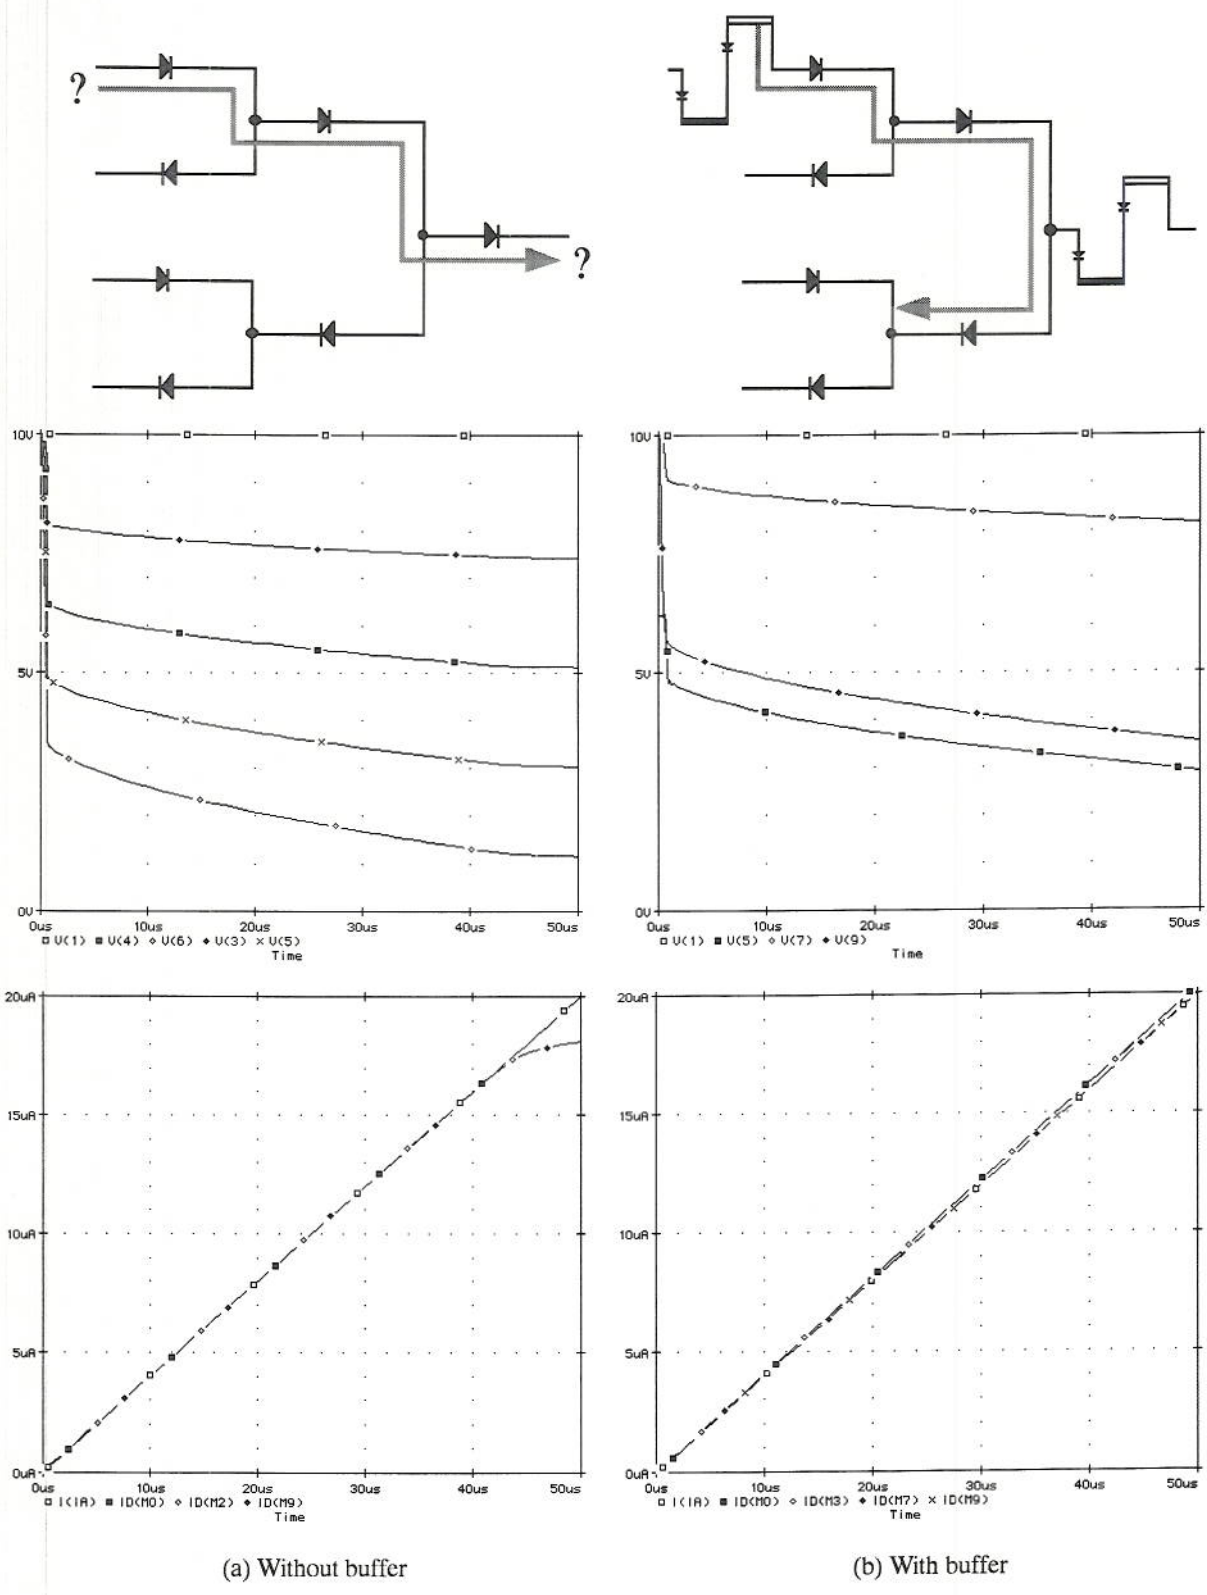 ?
?
10V
5V
0V
0us 10us 20us 30us 40us 50us
V(1) V(4) V(6) V(3) V(5)
Time
10V
5V
0V
0us 10us 20us 30us 40us 50us
V(1) V(5) V(7) V(9)
Time
20uA
15uA
10uA
5uA
0uA
0us 10us 20us 30us 40us 50us
I(IA) ID(M0) ID(M2) ID(M9)
Time
20uA
15uA
10uA
5uA
0uA
0us 10us 20us 30us 40us 50us
I(IA) ID(M0) ID(M3) ID(M7) ID(M9)
Time
(a) Without buffer
(b) With buffer